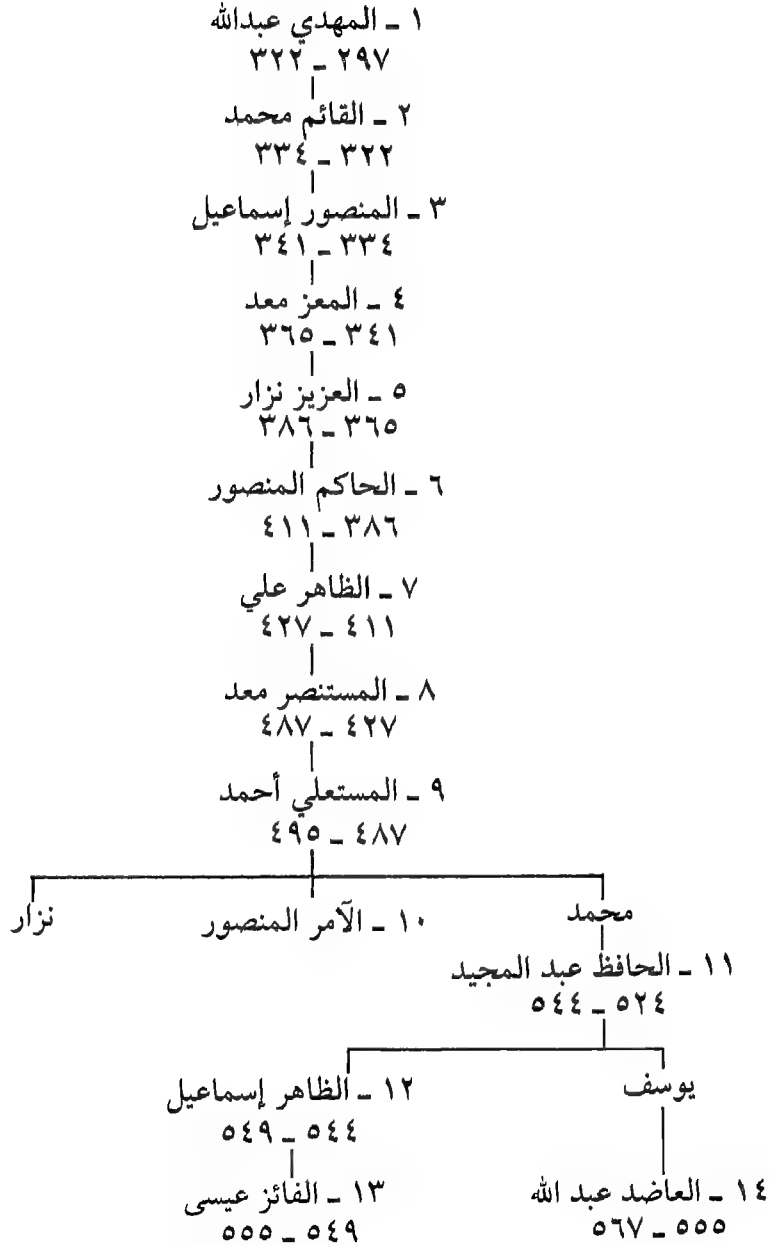 ١ ـ المهدي عبدالله
٢٩٧ ـ ٣٢٢
٢ ـ القائم محمد
٣٢٢ ـ ٣٣٤
٣ ـ المنصور إسماعيل
٣٣٤ ـ ٣٤١
٤ ـ المعز معد
٣٤١ ـ ٣٦٥
٥ ـ العزيز نزار
٣٦٥ ـ ٣٨٦
٦ ـ الحاكم المنصور
٣٨٦ ـ ٤١١
٧ ـ الظاهر علي
٤١١ ـ ٤٢٧
٨ ـ المستنصر معد
٤٢٧ ـ ٤٨٧
٩ ـ المستعلي أحمد
٤٨٧ ـ ٤٩٥
محمد
١٠ ـ الآمر المنصور
نزار
١١ ـ الحافظ عبد المجيد
٥٢٤ ـ ٥٤٤
يوسف
١٢ ـ الظاهر إسماعيل
٥٤٤ ـ ٥٤٩
١٤ ـ العاضد عبد الله
٥٥٥ ـ ٥٦٧
١٣ ـ الفائز عيسى
٥٤٩ ـ ٥٥٥